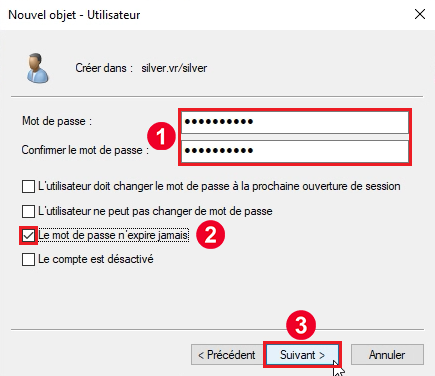 Nouvel objet - Utilisateur
Créer dans : silver.vr/silver
Mot de passe :
1
Confirmer le mot de passe :
L'utilisateur doit changer le mot de passe à la prochaine ouverture de session
L'utilisateur ne peut pas changer de mot de passe
Le mot de passe n'expire jamais 2
Le compte est désactivé
3
< Précédent Suivant > Annuler